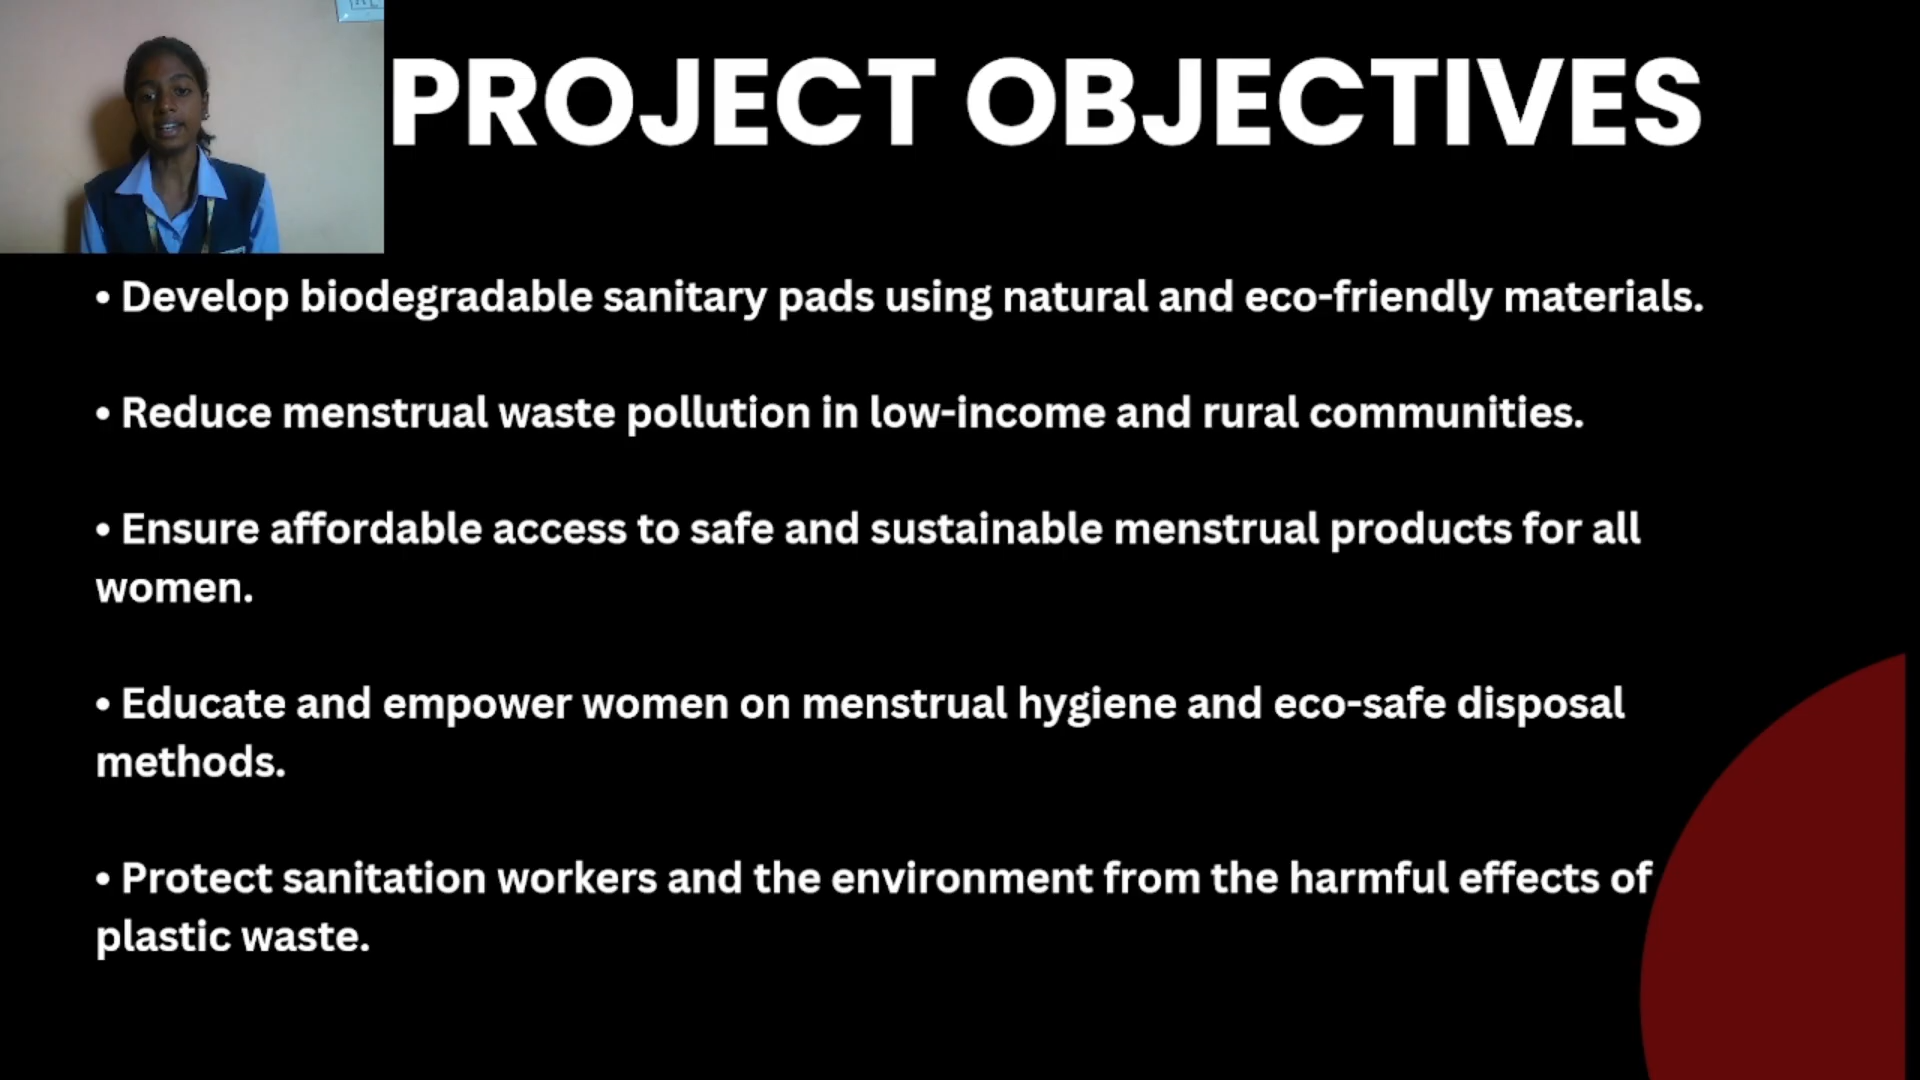 PROJECT OBJECTIVES
• Develop biodegradable sanitary pads using natural and eco-friendly materials.
• Reduce menstrual waste pollution in low-income and rural communities.
• Ensure affordable access to safe and sustainable menstrual products for all
women.
• Educate and empower women on menstrual hygiene and eco-safe disposal
methods.
• Protect sanitation workers and the environment from the harmful effects of
plastic waste.